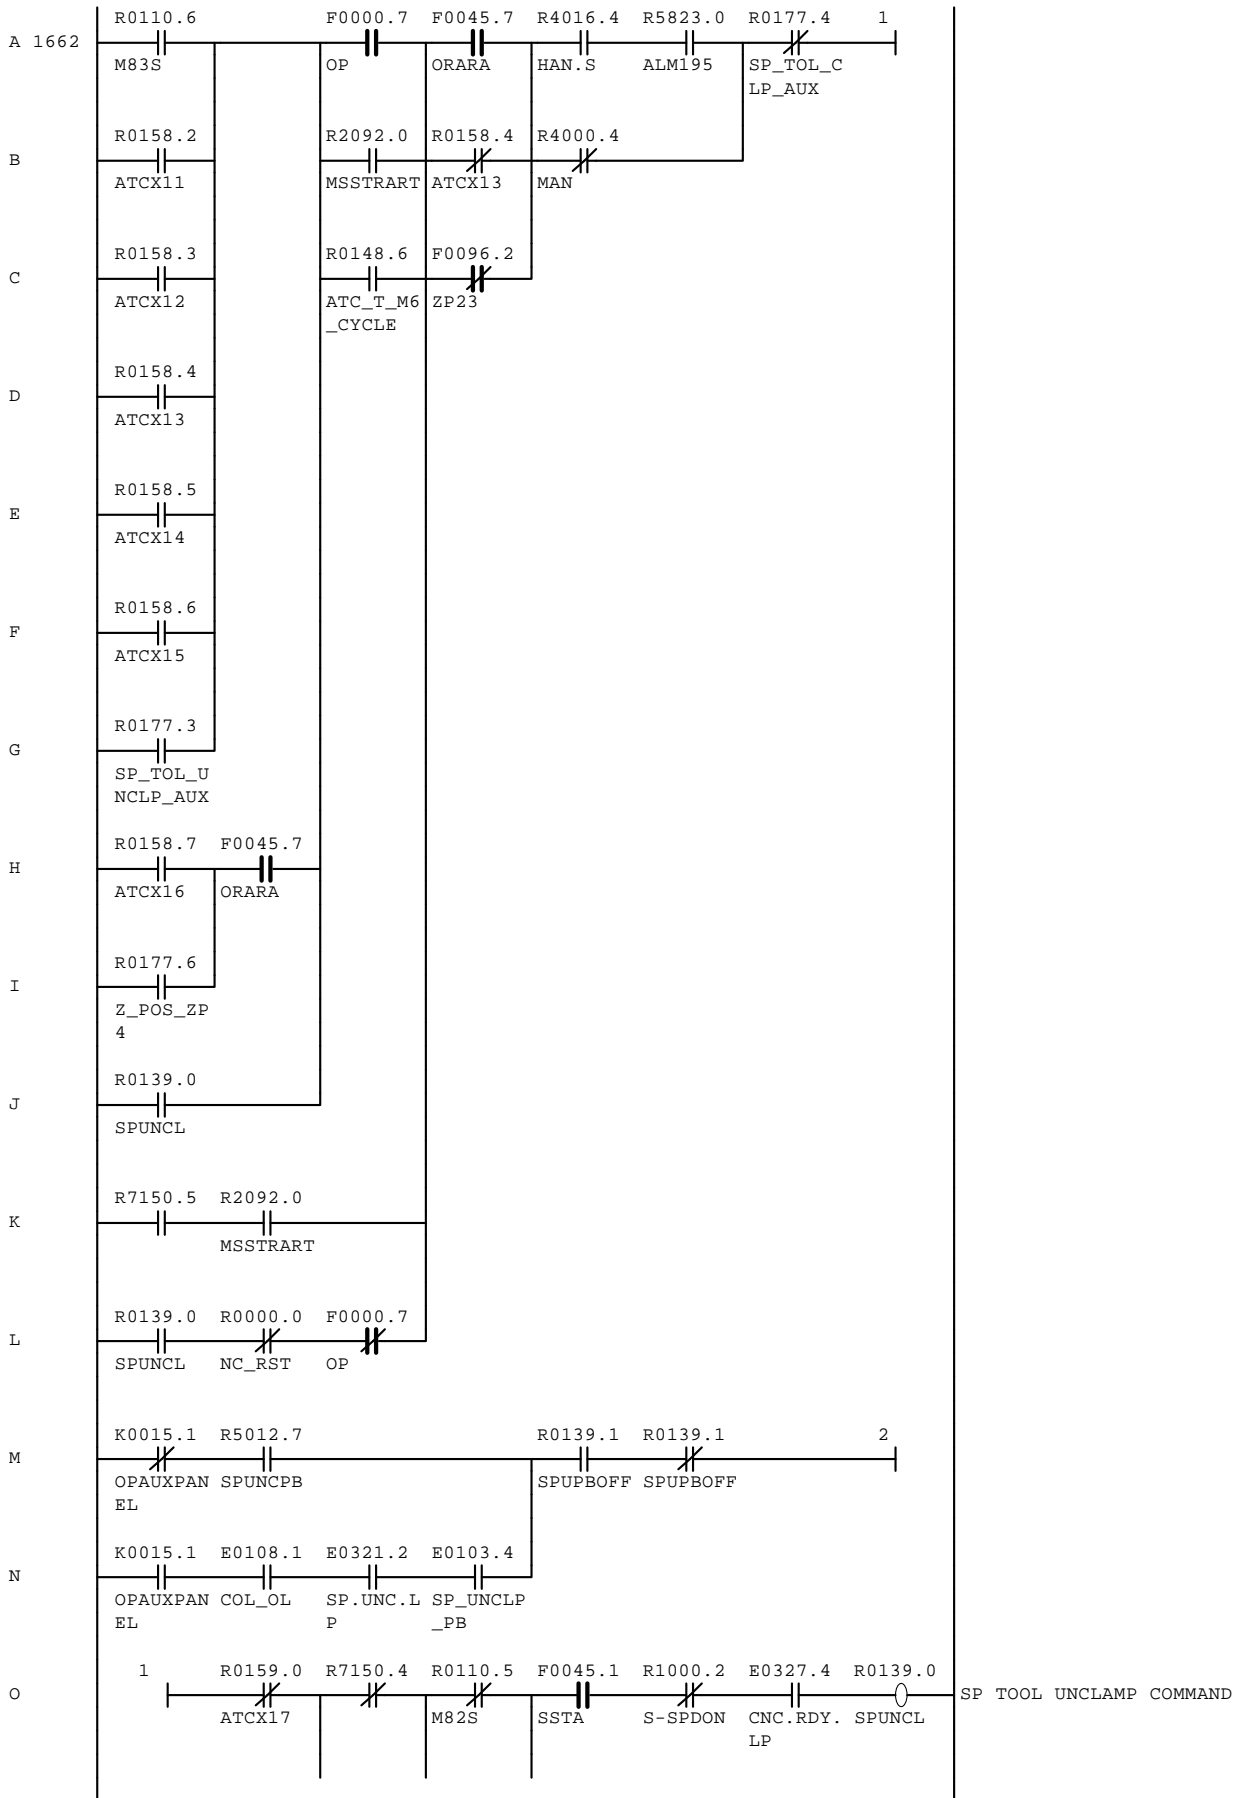 R0110.6 F0000.7 F0045.7 R4016.4 R5823.0 R0177.4 1
A 1662
M83S OP ORARA HAN.S ALM195 SP_TOL_C
LP_AUX
R0158.2 R2092.0 R0158.4 R4000.4
B
ATCX11 MSSTRART ATCX13 MAN
R0158.3 R0148.6 F0096.2
C
ATCX12 ATC_T_M6 ZP23
_CYCLE
R0158.4
D
ATCX13
R0158.5
E
ATCX14
R0158.6
F
ATCX15
R0177.3
G
SP_TOL_U
NCLP_AUX
R0158.7 F0045.7
H
ATCX16 ORARA
R0177.6
I
Z_POS_ZP
4
R0139.0
J
SPUNCL
R7150.5 R2092.0
K
MSSTRART
R0139.0 R0000.0 F0000.7
L
SPUNCL NC_RST OP
K0015.1 R5012.7 R0139.1 R0139.1 2
M
OPAUXPAN SPUNCPB SPUPBOFF SPUPBOFF
EL
K0015.1 E0108.1 E0321.2 E0103.4
N
OPAUXPAN COL_OL SP.UNC.L SP_UNCLP
EL P _PB
1 R0159.0 R7150.4 R0110.5 F0045.1 R1000.2 E0327.4 R0139.0
O SP TOOL UNCLAMP COMMAND
ATCX17 M82S SSTA S-SPDON CNC.RDY. SPUNCL
LP